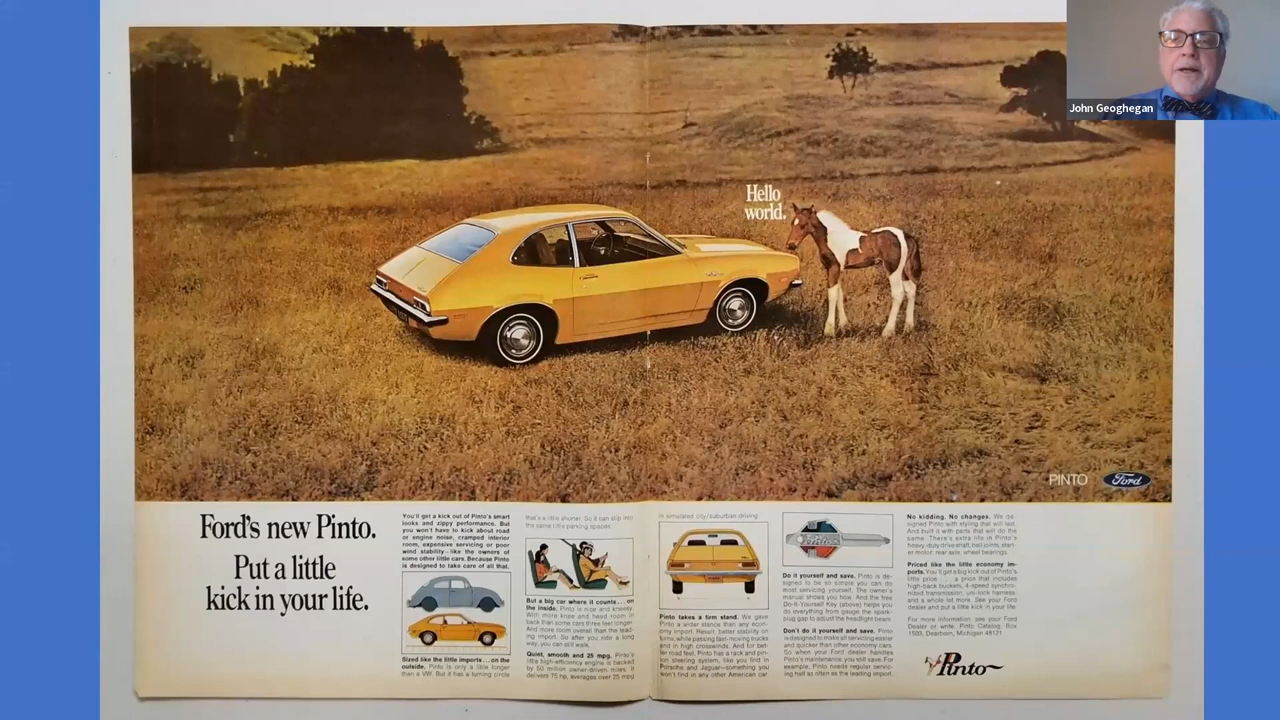 John Geoghegan
Hello
world.
PINTO Ford
Ford's new Pinto.
Put a little
kick in your life.
You'll get a kick out of Pinto's smart
looks and zippy performance. But
you won't have to kick about road
or engine noise, cramped interior
room, expensive servicing or poor
wind stability—like the owners of
some other little cars. Because Pinto
is designed to take care of all that.
Sized like the little imports...on the
outside. Pinto is only a little longer
than a VW. But it has a turning circle
that's a little shorter. So it can slip into
the same little parking spaces.
But a big car where it counts...on
the inside. Pinto is nice and kneesy.
With more knee and head room in
back than some cars three feet longer.
And more room overall than the lead-
ing import. So after you ride a long
way, you can still walk.
Quiet, smooth and 25 mpg. Pinto's
little high-efficiency engine is backed
by 50 million owner-driven miles. It
delivers 75 hp, averages over 25 mpg
in simulated city/suburban driving
Pinto takes a firm stand. We gave
Pinto a wider stance than any econ-
omy import. Result: better stability on
turns, while passing fast-moving trucks
and in high crosswinds. And for bet-
ter road feel, Pinto has a rack and pin-
ion steering system, like you find in
Porsche and Jaguar—something you
won't find in any other American car
Do it yourself and save. Pinto is de-
signed to be so simple you can do
most servicing yourself. The owner's
manual shows you how. And the free
Do-It-Yourself Key (above) helps you
do everything from gauge the spark-
plug gap to adjust the headlight beam.
Don't do it yourself and save. Pinto
is designed to make all servicing easier
and quicker than other economy cars.
So when your Ford dealer handles
Pinto's maintenance, you still save. For
example, Pinto needs regular servic-
ing half as often as the leading import.
No kidding. No changes. We de-
signed Pinto with styling that will last.
And built it with parts that will do the
same. There's extra life in Pinto's
heavy-duty drive shaft, ball joints, start-
er motor, rear axle, wheel bearings.
Priced like the little economy im-
ports. You'll get a big kick out of Pinto's
little price . . . a price that includes
high-back buckets, 4-speed synchro-
nized transmission, uni-lock harness
and a whole lot more. See your Ford
dealer and put a little kick in your life.
For more information, see your Ford
Dealer or write: Pinto Catalog, Box
1503, Dearborn, Michigan 48121
Pinto